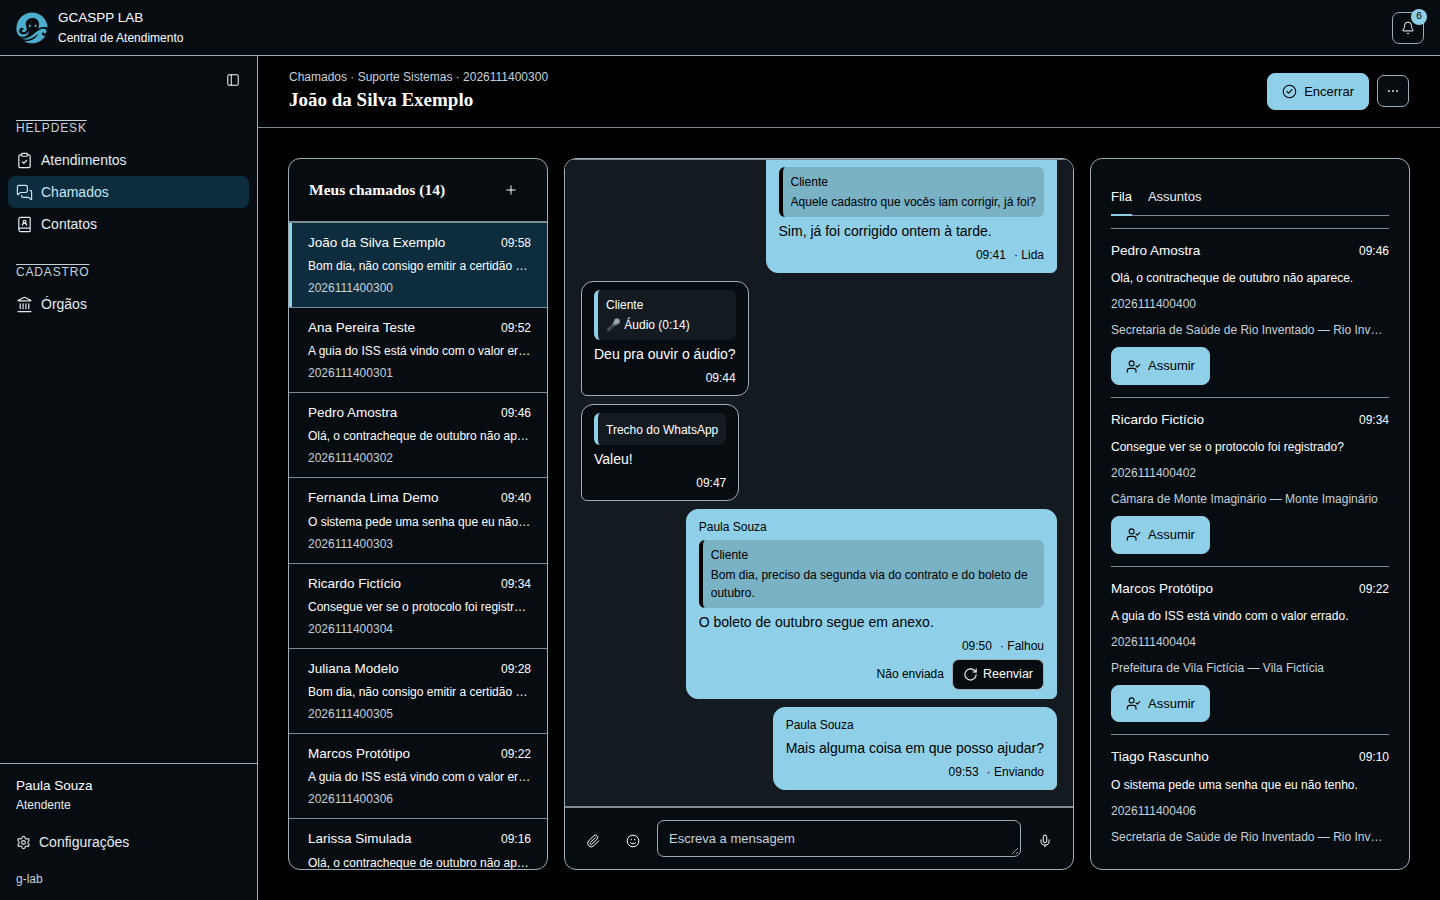 GCASPP LAB
Central de Atendimento
6
HELPDESK
Atendimentos
Chamados
Contatos
CADASTRO
Órgãos
Paula Souza
Atendente
Configurações
g-lab
Chamados · Suporte Sistemas · 2026111400300
João da Silva Exemplo
Encerrar
Meus chamados (14)
João da Silva Exemplo 09:58
Bom dia, não consigo emitir a certidão …
2026111400300
Ana Pereira Teste 09:52
A guia do ISS está vindo com o valor er…
2026111400301
Pedro Amostra 09:46
Olá, o contracheque de outubro não ap…
2026111400302
Fernanda Lima Demo 09:40
O sistema pede uma senha que eu não…
2026111400303
Ricardo Fictício 09:34
Consegue ver se o protocolo foi registr…
2026111400304
Juliana Modelo 09:28
Bom dia, não consigo emitir a certidão …
2026111400305
Marcos Protótipo 09:22
A guia do ISS está vindo com o valor er…
2026111400306
Larissa Simulada 09:16
Olá, o contracheque de outubro não ap…
Cliente
Aquele cadastro que vocês iam corrigir, já foi?
Sim, já foi corrigido ontem à tarde.
09:41 · Lida
Cliente
🎤 Áudio (0:14)
Deu pra ouvir o áudio?
09:44
Trecho do WhatsApp
Valeu!
09:47
Paula Souza
Cliente
Bom dia, preciso da segunda via do contrato e do boleto de
outubro.
O boleto de outubro segue em anexo.
09:50 · Falhou
Não enviada Reenviar
Paula Souza
Mais alguma coisa em que posso ajudar?
09:53 · Enviando
Escreva a mensagem
Fila Assuntos
Pedro Amostra 09:46
Olá, o contracheque de outubro não aparece.
2026111400400
Secretaria de Saúde de Rio Inventado — Rio Inv…
Assumir
Ricardo Fictício 09:34
Consegue ver se o protocolo foi registrado?
2026111400402
Câmara de Monte Imaginário — Monte Imaginário
Assumir
Marcos Protótipo 09:22
A guia do ISS está vindo com o valor errado.
2026111400404
Prefeitura de Vila Fictícia — Vila Fictícia
Assumir
Tiago Rascunho 09:10
O sistema pede uma senha que eu não tenho.
2026111400406
Secretaria de Saúde de Rio Inventado — Rio Inv…